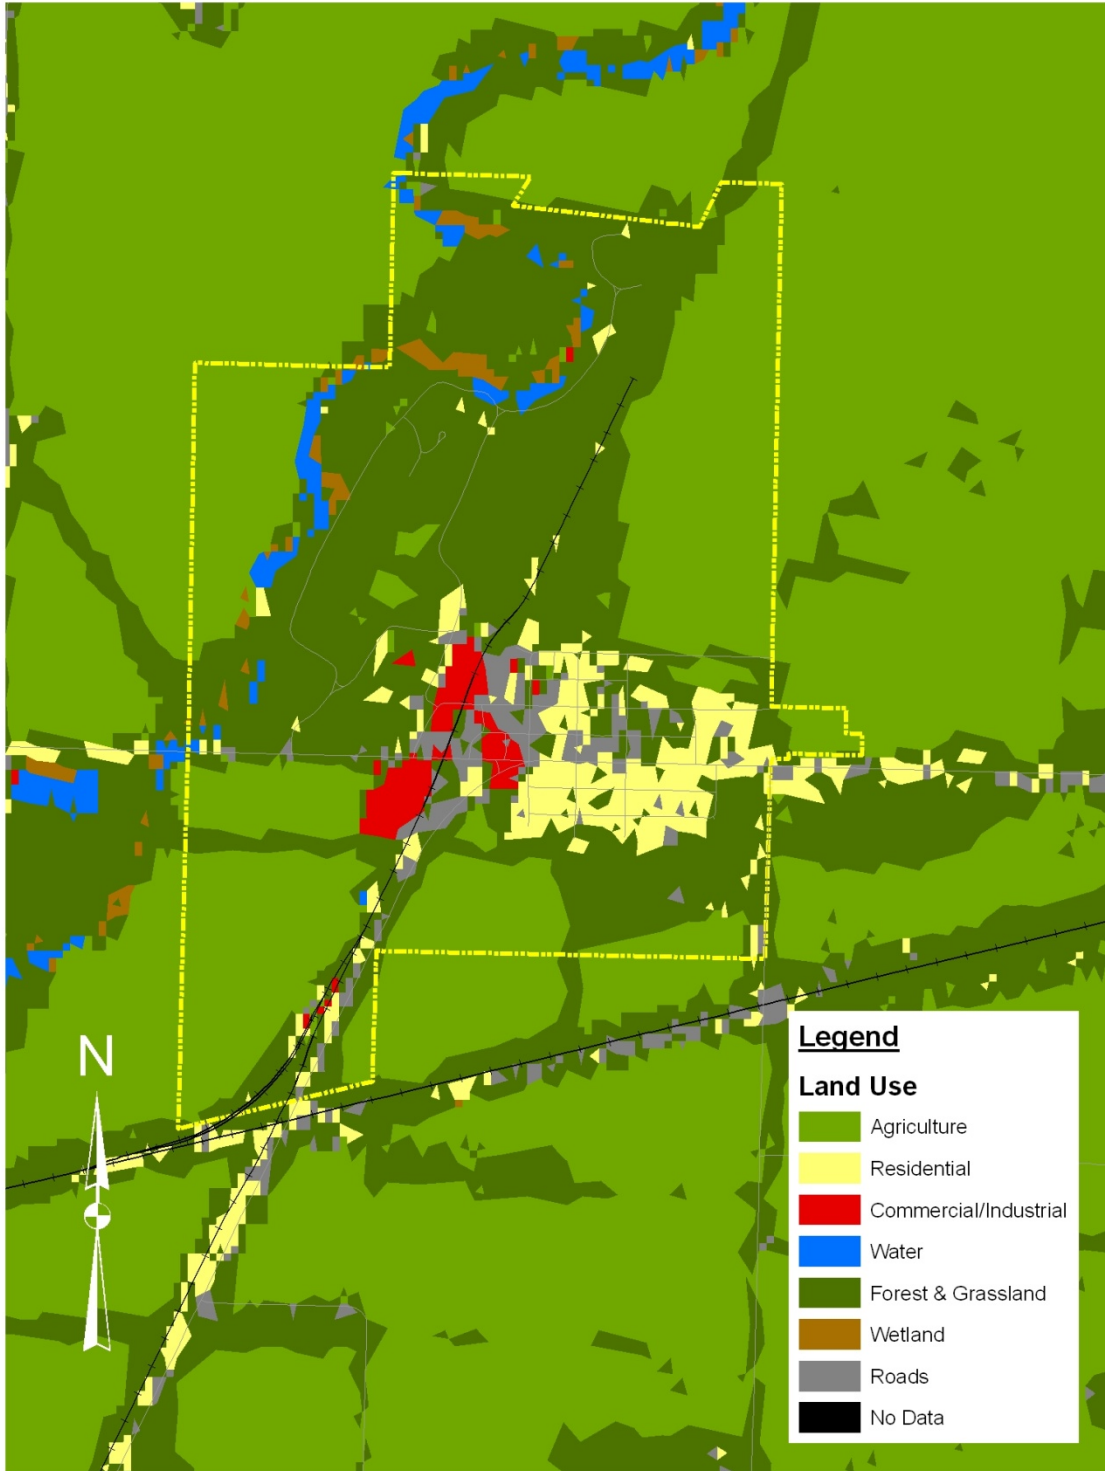 N
Legend
Land Use
Agriculture
Residential
Commercial/Industrial
Water
Forest & Grassland
Wetland
Roads
No Data